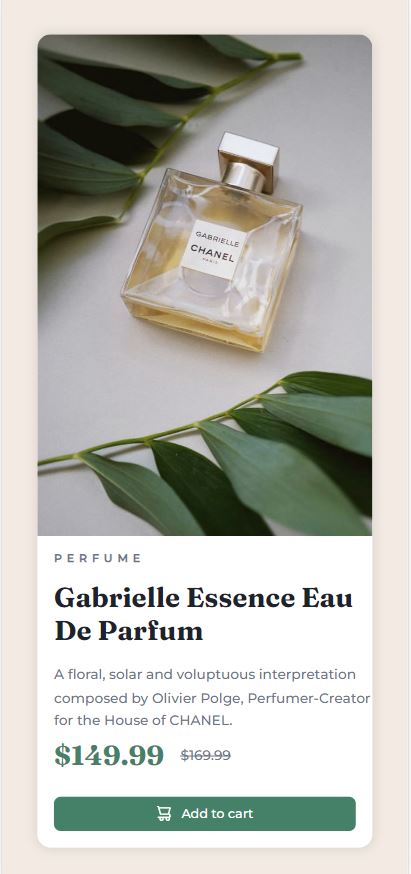 GABRIELLE
CHANEL
PARIS
PERFUME
Gabrielle Essence Eau
De Parfum
A floral, solar and voluptuous interpretation
composed by Olivier Polge, Perfumer-Creator
for the House of CHANEL.
$149.99 $169.99
Add to cart